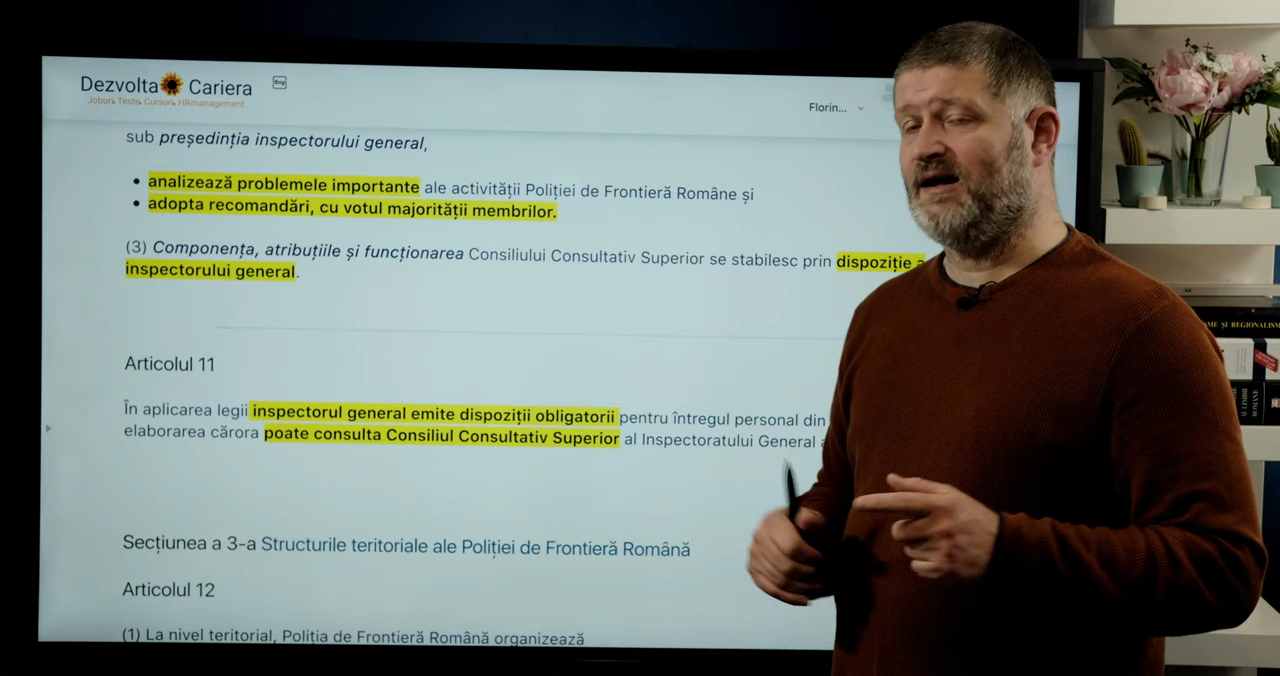 Dezvolta Cariera
Joburi, Teste, Cursuri, HRmanagement
Florin...
sub președinția inspectorului general,
• analizează problemele importante ale activității Poliției de Frontieră Române și
• adopta recomandări, cu votul majorității membrilor.
(3) Componența, atribuțiile și funcționarea Consiliului Consultativ Superior se stabilesc prin dispoziție a
inspectorului general.
Articolul 11
În aplicarea legii inspectorul general emite dispoziții obligatorii pentru întregul personal din
elaborarea cărora poate consulta Consiliul Consultativ Superior al Inspectoratului General
Secțiunea a 3-a Structurile teritoriale ale Poliției de Frontieră Română
Articolul 12
(1) La nivel teritorial, Poliția de Frontieră Română organizează
ME ȘI REGIONALISM